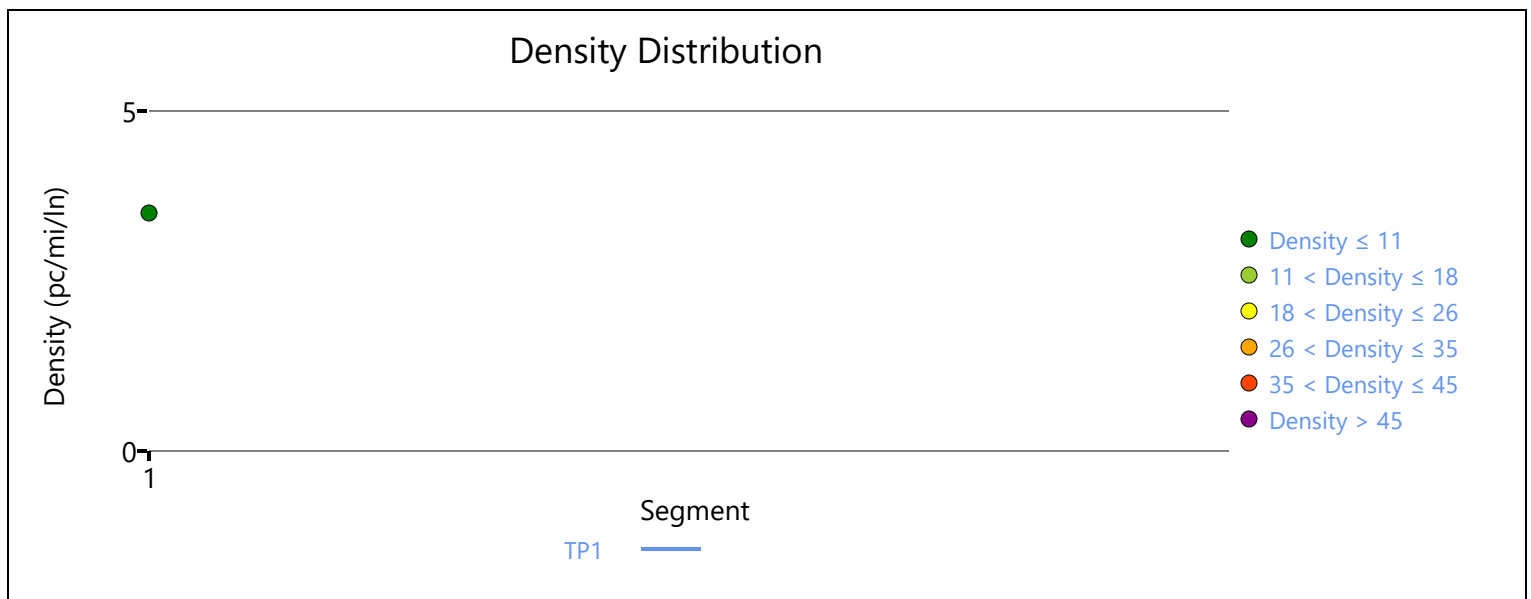 Density Distribution
5
Density (pc/mi/ln)
0
1
Segment
TP1
Density ≤ 11
11 < Density ≤ 18
18 < Density ≤ 26
26 < Density ≤ 35
35 < Density ≤ 45
Density > 45